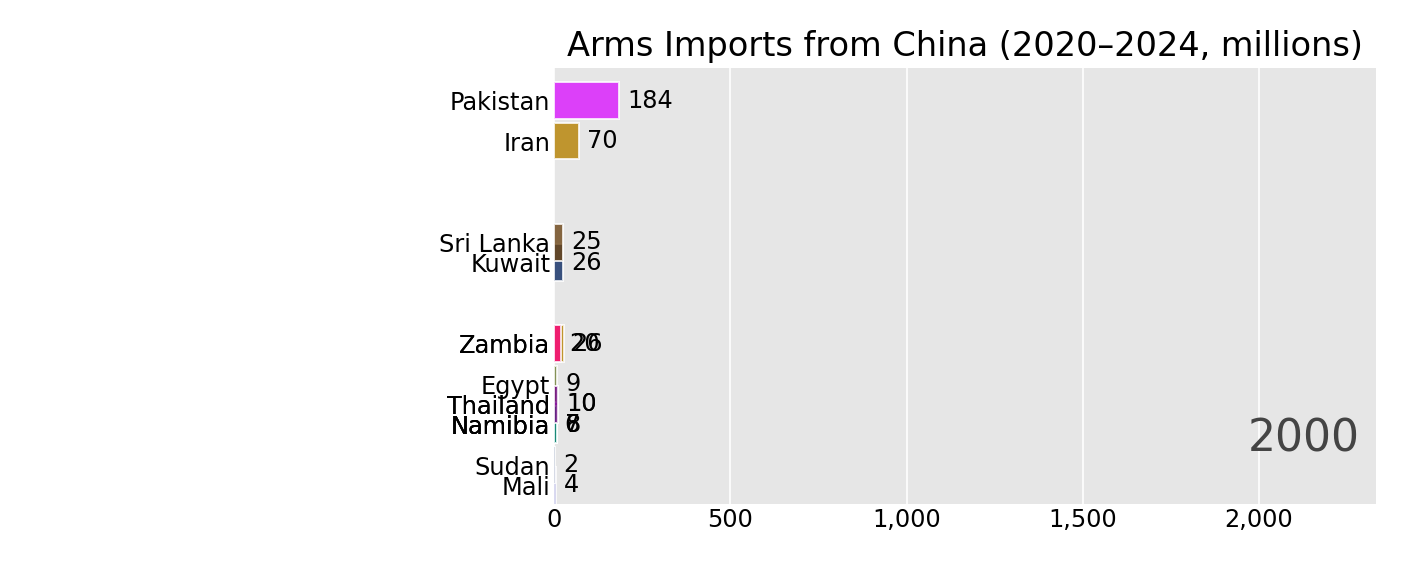 Arms Imports from China (2020–2024, millions)
Pakistan 184
Iran 70
Sri Lanka 25
Kuwait 26
Zambia
Egypt 9
Thailand 10
Namibia
Sudan 2
Mali 4
2000
0 500 1,000 1,500 2,000